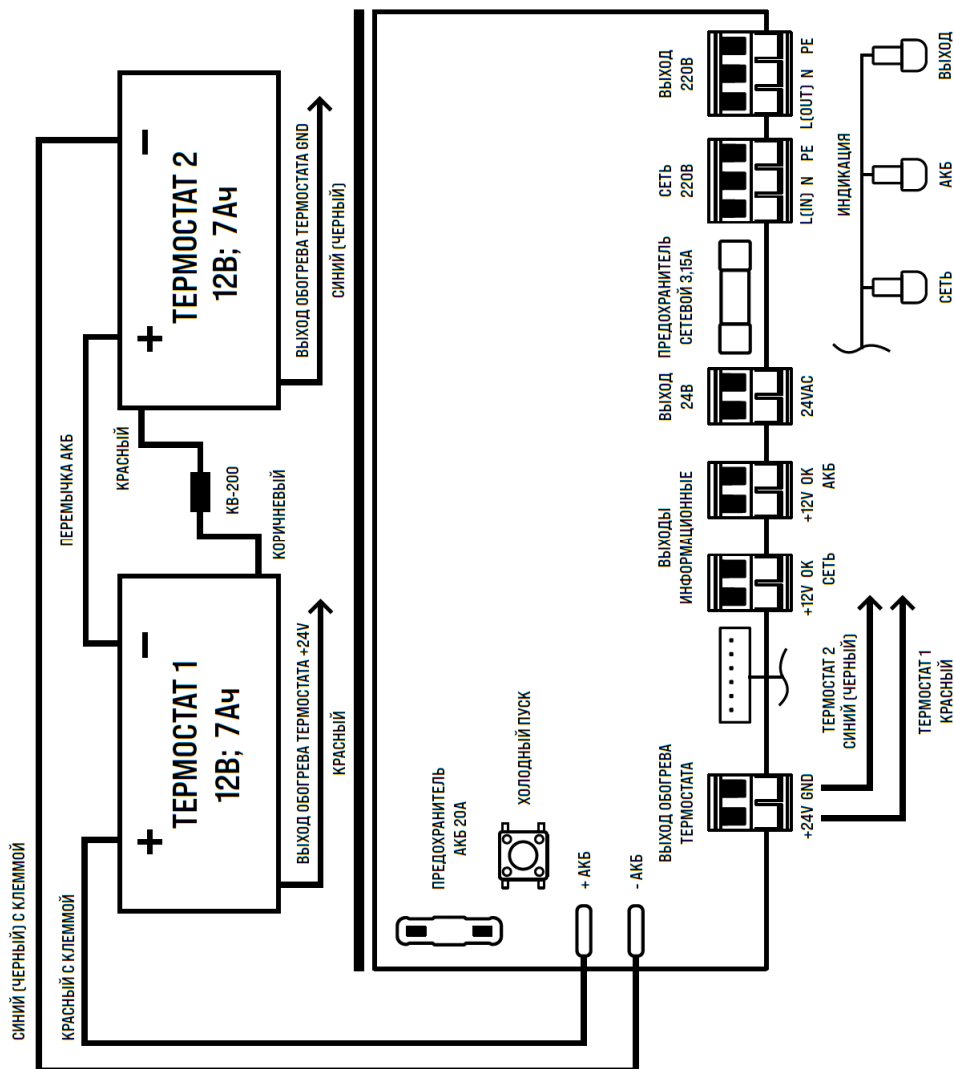 СИНИЙ (ЧЕРНЫЙ) С КЛЕММОЙ
КРАСНЫЙ С КЛЕММОЙ
ПЕРЕМЫЧКА АКБ
ТЕРМОСТАТ 1
12В; 7Ач
+
-
ВЫХОД ОБОГРЕВА ТЕРМОСТАТА +24V
КРАСНЫЙ
КРАСНЫЙ
КВ-200
КОРИЧНЕВЫЙ
ТЕРМОСТАТ 2
12В; 7Ач
+
-
ВЫХОД ОБОГРЕВА ТЕРМОСТАТА GND
СИНИЙ (ЧЕРНЫЙ)
ПРЕДОХРАНИТЕЛЬ
АКБ 20А
ХОЛОДНЫЙ ПУСК
+ АКБ
- АКБ
ВЫХОД ОБОГРЕВА
ТЕРМОСТАТА
+24V GND
ТЕРМОСТАТ 2
СИНИЙ (ЧЕРНЫЙ)
ТЕРМОСТАТ 1
КРАСНЫЙ
ВЫХОДЫ
ИНФОРМАЦИОННЫЕ
+12V OK
СЕТЬ
+12V OK
АКБ
ВЫХОД
24В
24VAC
ПРЕДОХРАНИТЕЛЬ
СЕТЕВОЙ 3,15А
СЕТЬ
220В
L(IN) N PE
ВЫХОД
220В
L(OUT) N PE
ИНДИКАЦИЯ
СЕТЬ
АКБ
ВЫХОД